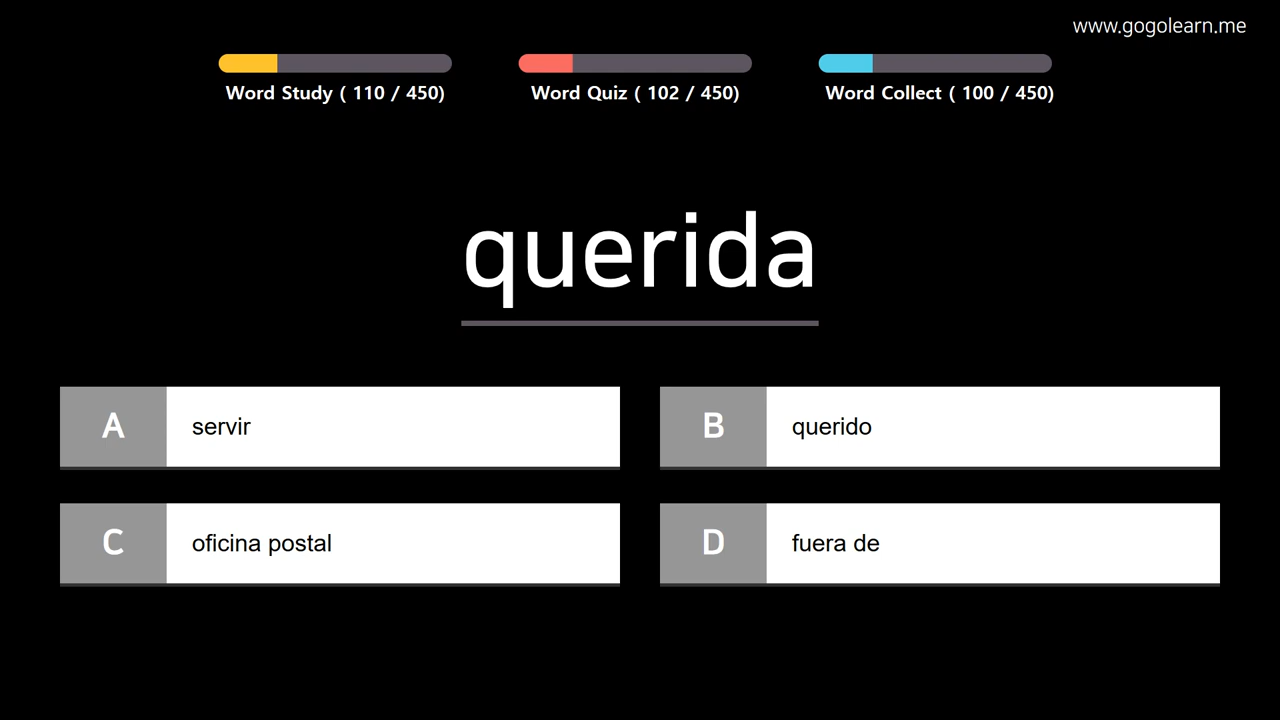 www.gogolearn.me
Word Study ( 110 / 450)
Word Quiz ( 102 / 450)
Word Collect ( 100 / 450)
querida
A servir
B querido
C oficina postal
D fuera de